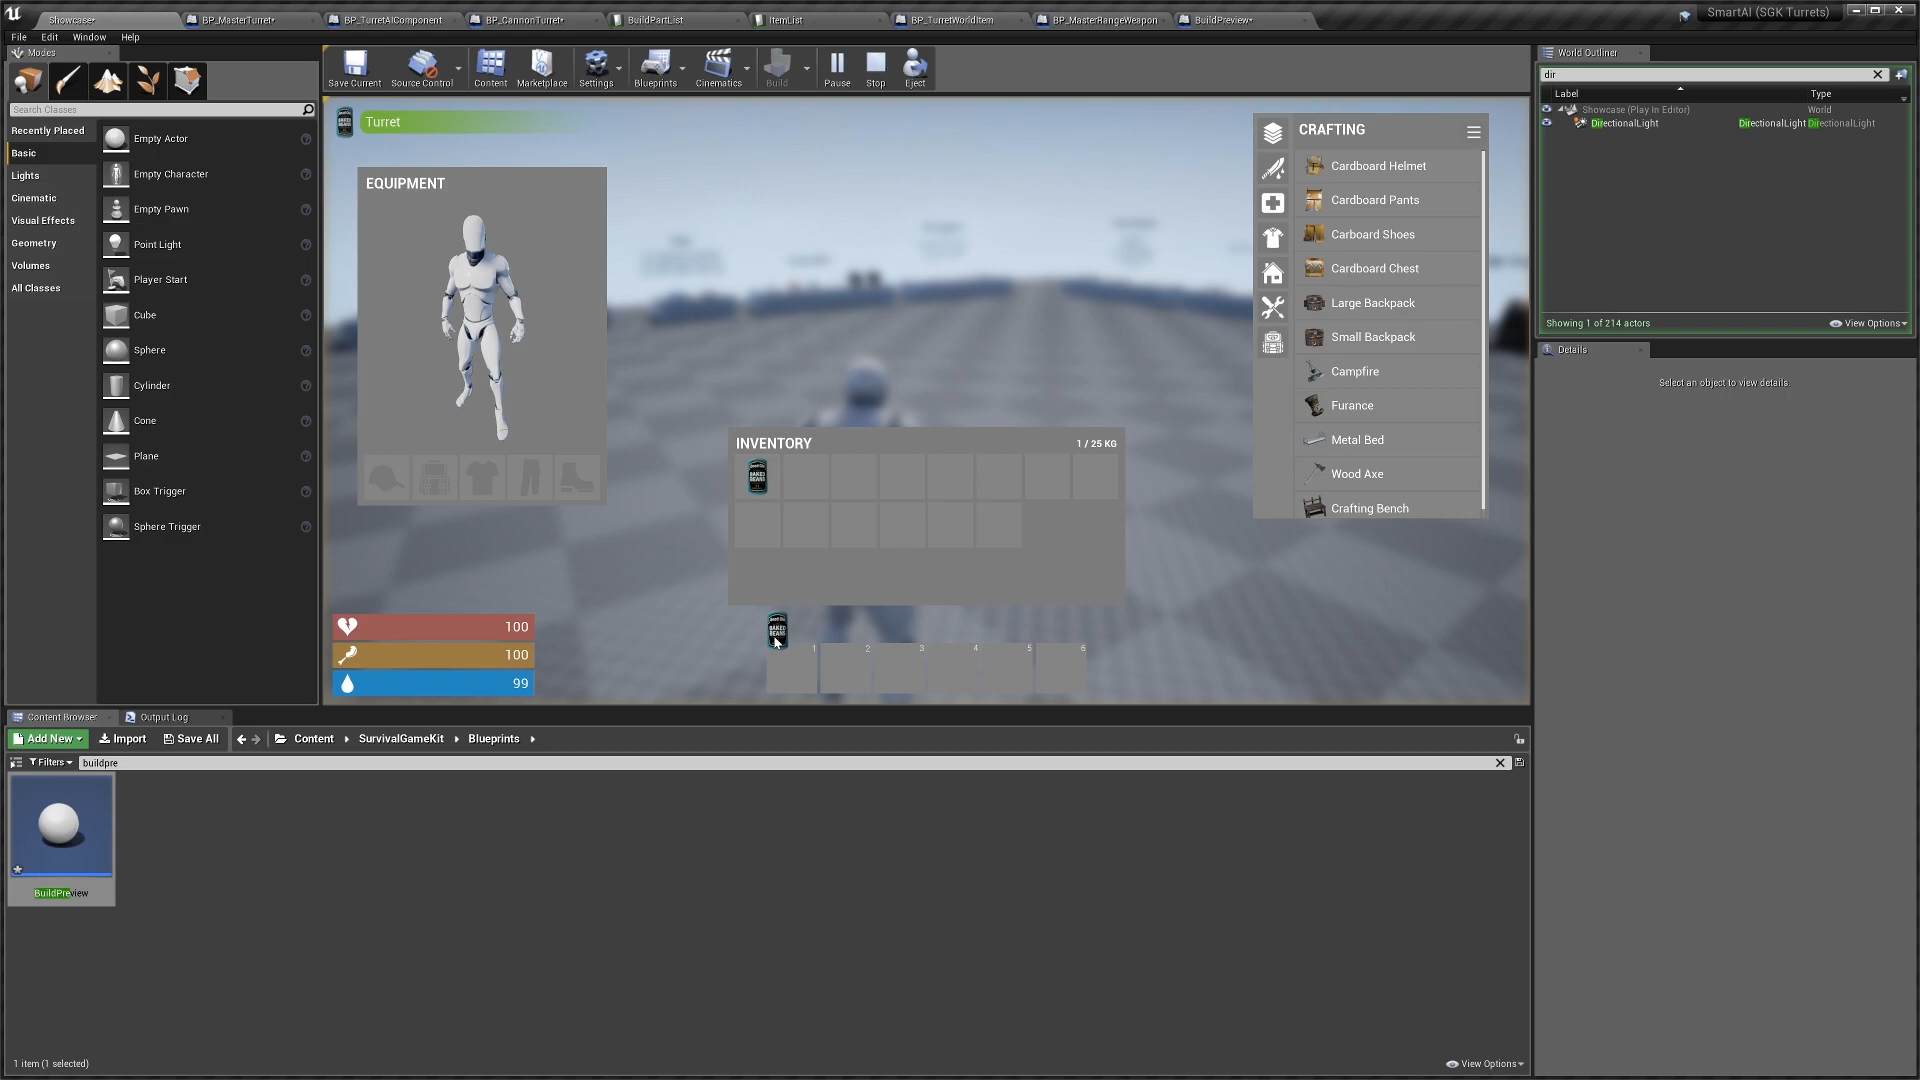 Showcase*
BP_MasterTurret*
BP_TurretAIComponent
BP_CannonTurret*
BuildPartList
ItemList
BP_TurretWorldItem
BP_MasterRangeWeapon
BuildPreview*
SmartAI (SGK Turrets)
File Edit Window Help
Modes
Search Classes
Recently Placed
Basic
Lights
Cinematic
Visual Effects
Geometry
Volumes
All Classes
Empty Actor
Empty Character
Empty Pawn
Point Light
Player Start
Cube
Sphere
Cylinder
Cone
Plane
Box Trigger
Sphere Trigger
Save Current
Source Control
Content
Marketplace
Settings
Blueprints
Cinematics
Build
Pause
Stop
Eject
Turret
EQUIPMENT
INVENTORY
1 / 25 KG
BAKED
BEANS
BAKED
BEANS
1
2
3
4
5
6
100
100
99
CRAFTING
Cardboard Helmet
Cardboard Pants
Carboard Shoes
Cardboard Chest
Large Backpack
Small Backpack
Campfire
Furance
Metal Bed
Wood Axe
Crafting Bench
World Outliner
dir
Label
Type
Showcase (Play In Editor)
World
DirectionalLight
DirectionalLight DirectionalLight
Showing 1 of 214 actors
View Options
Details
Select an object to view details.
Content Browser
Output Log
Add New
Import
Save All
Content
SurvivalGameKit
Blueprints
Filters
buildpre
BuildPreview
1 item (1 selected)
View Options